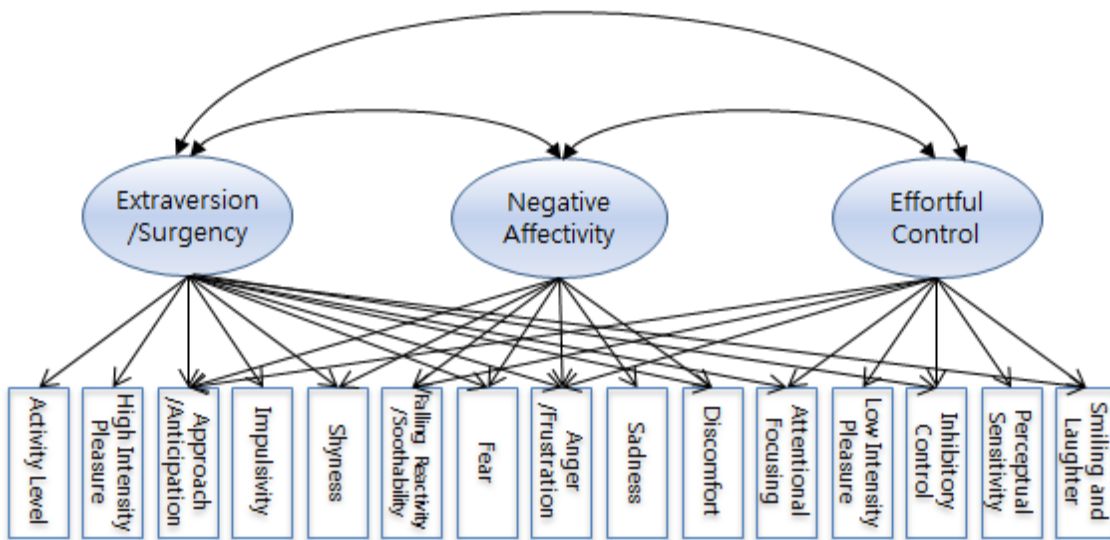 Extraversion
/Surgency
Negative
Affectivity
Effortful
Control
Activity Level
High Intensity
Pleasure
Approach
/Anticipation
Impulsivity
Shyness
Falling Reactivity
/Soothability
Fear
Anger
/Frustration
Sadness
Discomfort
Attentional
Focusing
Low Intensity
Pleasure
Inhibitory
Control
Perceptual
Sensitivity
Smiling and
Laughter